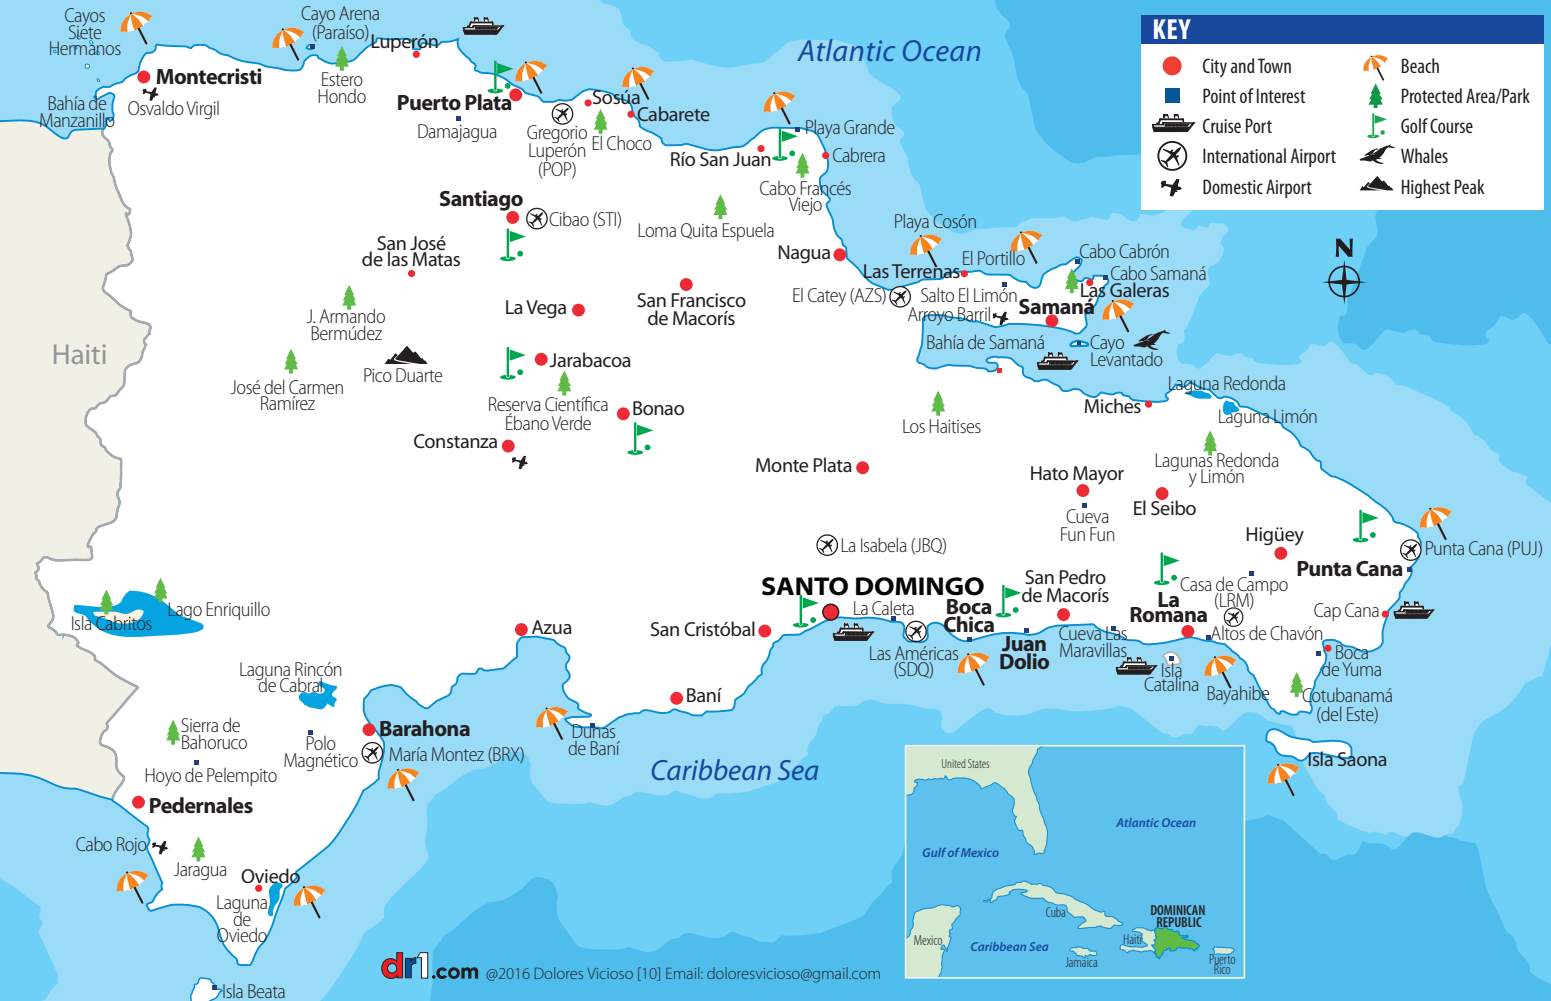 Cayos
Siete
Hermanos
Cayo Arena
(Paraíso)
Luperón
Atlantic Ocean
KEY
City and Town
Beach
Point of Interest
Protected Area/Park
Cruise Port
Golf Course
International Airport
Whales
Domestic Airport
Highest Peak
Montecristi
Osvaldo Virgil
Bahía de
Manzanillo
Estero
Hondo
Puerto Plata
Damajagua
Sosúa
Cabarete
Gregorio
Luperón
(POP)
El Choco
Playa Grande
Río San Juan
Cabrera
Cabo Francés
Viejo
Santiago
Cibao (STI)
Loma Quita Espuela
San José
de las Matas
Nagua
Playa Cosón
El Portillo
Cabo Cabrón
Las Terrenas
Cabo Samaná
Las Galeras
El Catey (AZS)
Salto El Limón
Arroyo Barril
Samaná
N
San Francisco
de Macorís
La Vega
J. Armando
Bermúdez
Haiti
Bahía de Samaná
Cayo
Levantado
Pico Duarte
Jarabacoa
José del Carmen
Ramírez
Reserva Científica
Ébano Verde
Bonao
Constanza
Laguna Redonda
Miches
Laguna Limón
Los Haitises
Lagunas Redonda
y Limón
Monte Plata
Hato Mayor
Cueva
Fun Fun
El Seibo
Higüey
La Isabela (JBQ)
Punta Cana (PUJ)
Punta Cana
SANTO DOMINGO
San Pedro
de Macorís
Casa de Campo
(LRM)
La
Romana
La Caleta
Boca
Chica
Cap Cana
Isla Cabritos
Lago Enriquillo
Azua
San Cristóbal
Las Américas
(SDQ)
Juan
Dolio
Cueva Las
Maravillas
Altos de Chavón
Boca
de Yuma
Isla
Catalina
Bayahibe
Cotubanamá
(del Este)
Laguna Rincón
de Cabral
Baní
Sierra de
Bahoruco
Polo
Magnético
Barahona
María Montez (BRX)
Dunas
de Baní
Hoyo de Pelempito
Caribbean Sea
Isla Saona
Pedernales
Cabo Rojo
Jaragua
Oviedo
Laguna
de
Oviedo
Isla Beata
United States
Atlantic Ocean
Gulf of Mexico
Cuba
DOMINICAN
REPUBLIC
Mexico
Caribbean Sea
Haiti
Jamaica
Puerto
Rico
dr1.com @2016 Dolores Vicioso [10] Email: doloresvicioso@gmail.com